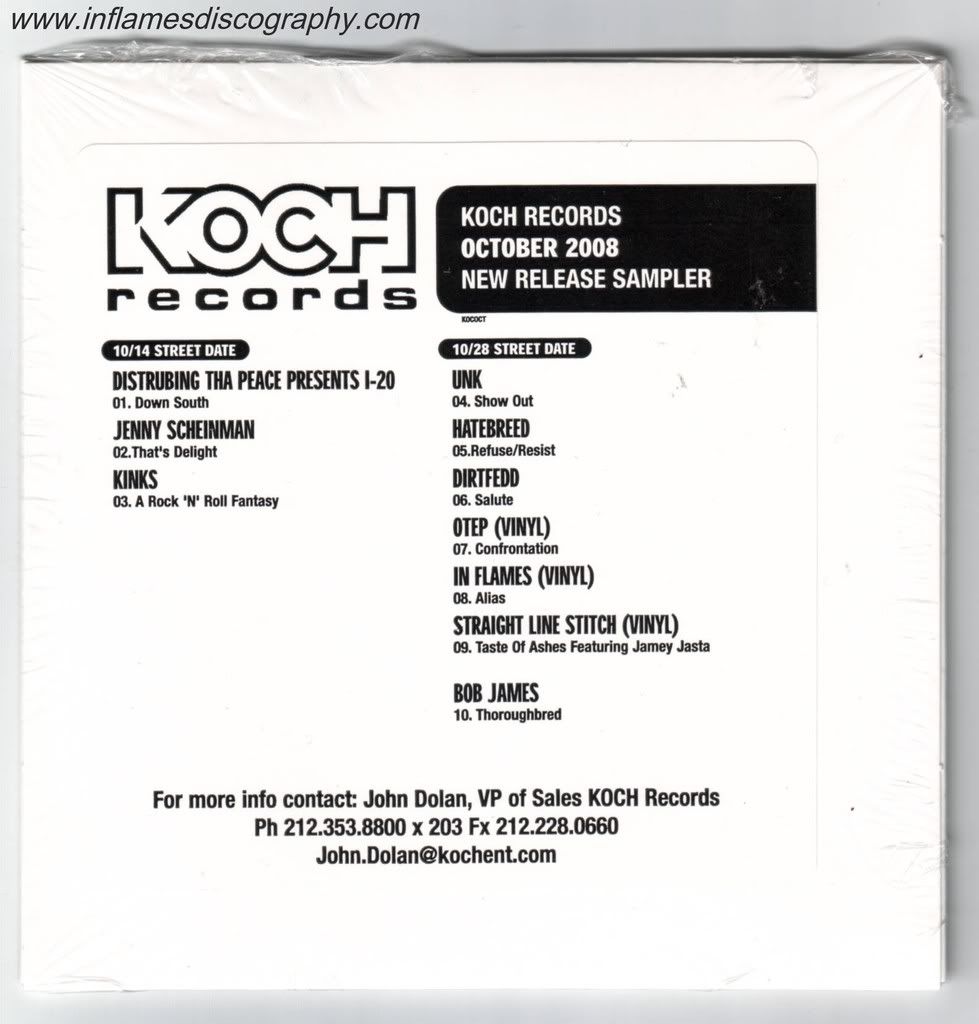 www.inflamesdiscography.com
KOCH
records
KOCH RECORDS
OCTOBER 2008
NEW RELEASE SAMPLER
KOCOCT
10/14 STREET DATE
DISTRUBING THA PEACE PRESENTS I-20
01. Down South
JENNY SCHEINMAN
02.That's Delight
KINKS
03. A Rock 'N' Roll Fantasy
10/28 STREET DATE
UNK
04. Show Out
HATEBREED
05.Refuse/Resist
DIRTFEDD
06. Salute
OTEP (VINYL)
07. Confrontation
IN FLAMES (VINYL)
08. Alias
STRAIGHT LINE STITCH (VINYL)
09. Taste Of Ashes Featuring Jamey Jasta
BOB JAMES
10. Thoroughbred
For more info contact: John Dolan, VP of Sales KOCH Records
Ph 212.353.8800 x 203 Fx 212.228.0660
John.Dolan@kochent.com